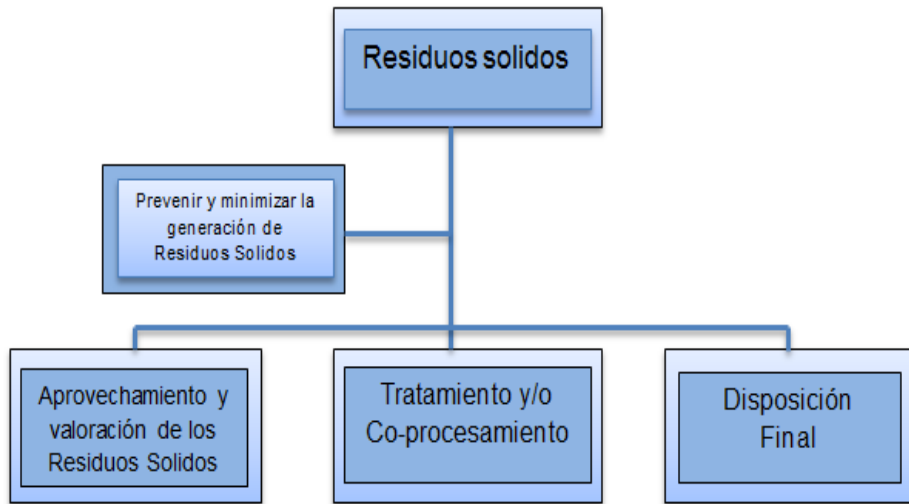 Residuos solidos
Prevenir y minimizar la
generación de
Residuos Solidos
Aprovechamiento y
valoración de los
Residuos Solidos
Tratamiento y/o
Co-procesamiento
Disposición
Final